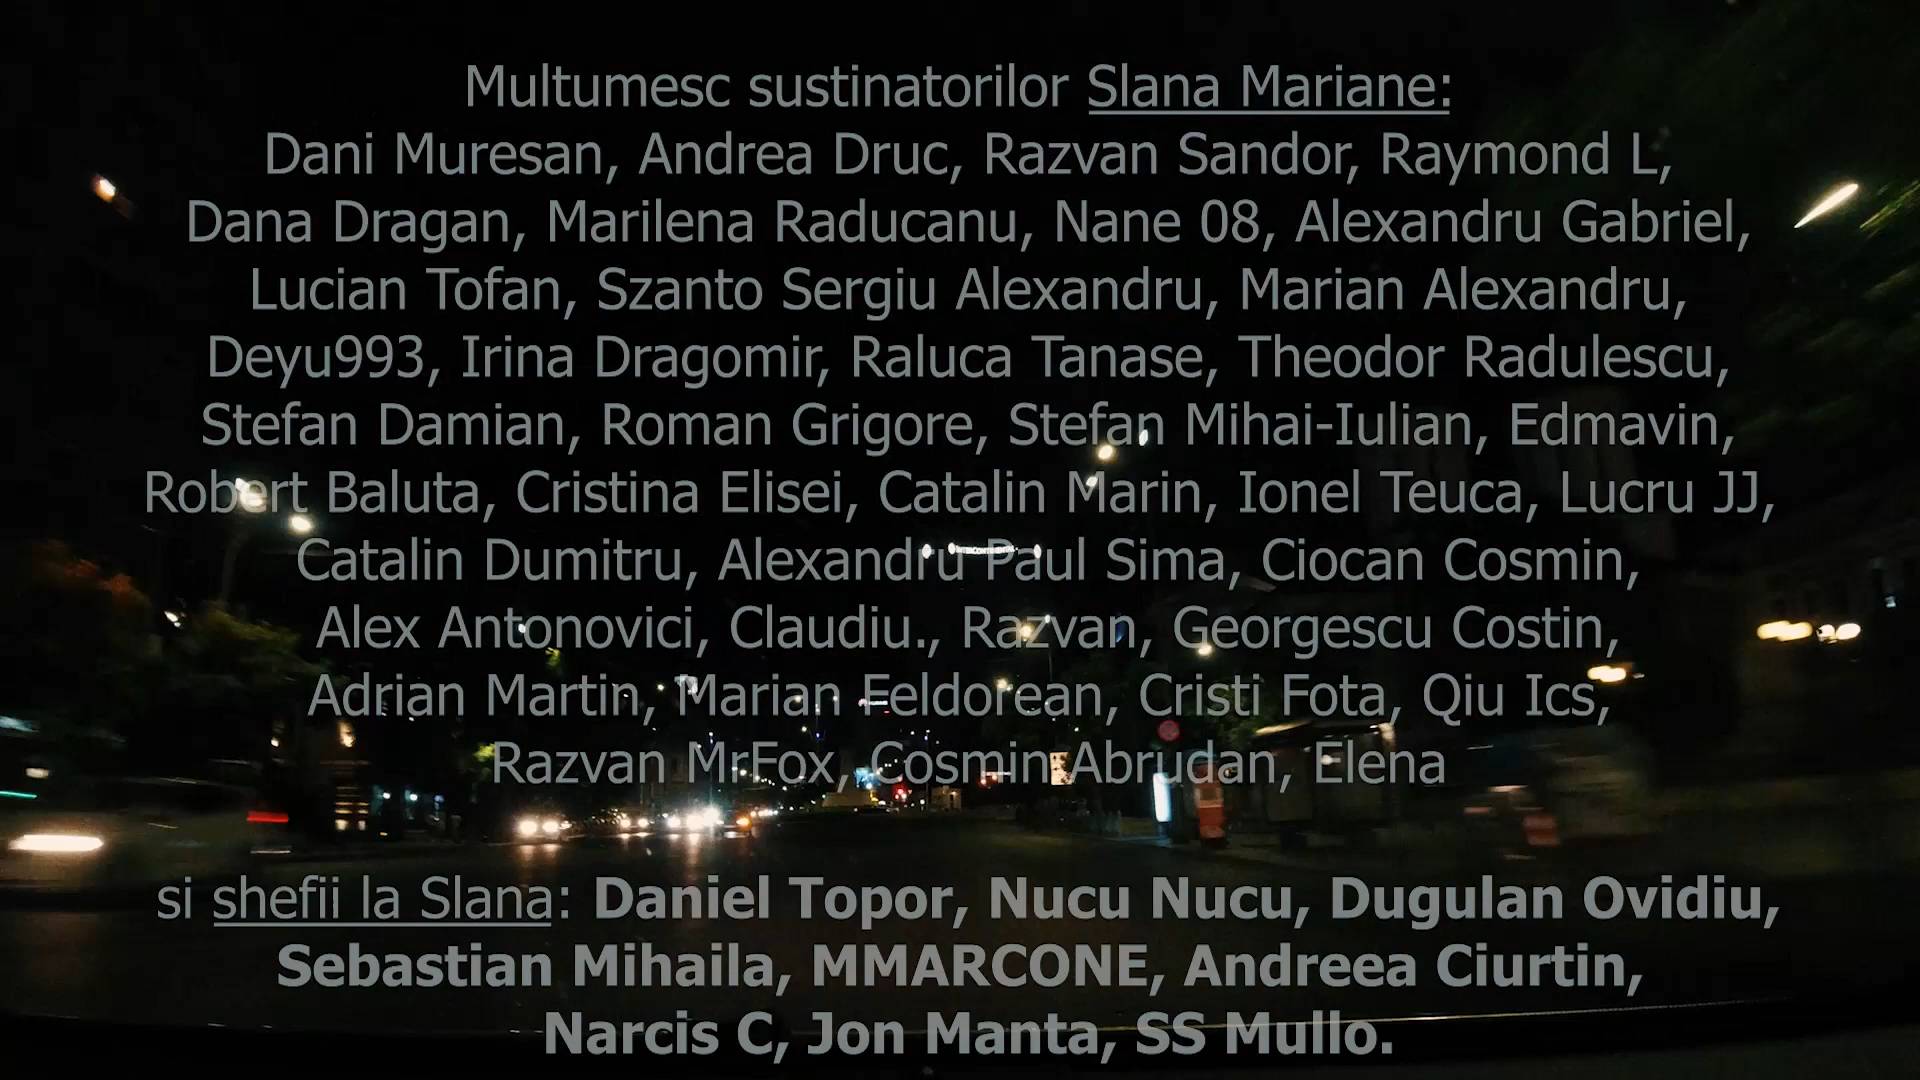 Multumesc sustinatorilor Slana Mariane:
Dani Muresan, Andrea Druc, Razvan Sandor, Raymond L,
Dana Dragan, Marilena Raducanu, Nane 08, Alexandru Gabriel,
Lucian Tofan, Szanto Sergiu Alexandru, Marian Alexandru,
Deyu993, Irina Dragomir, Raluca Tanase, Theodor Radulescu,
Stefan Damian, Roman Grigore, Stefan Mihai-Iulian, Edmavin,
Robert Baluta, Cristina Elisei, Catalin Marin, Ionel Teuca, Lucru JJ,
Catalin Dumitru, Alexandru Paul Sima, Ciocan Cosmin,
INTERCONTINENTAL
Alex Antonovici, Claudiu., Razvan, Georgescu Costin,
Adrian Martin, Marian Feldorean, Cristi Fota, Qiu Ics,
Razvan MrFox, Cosmin Abrudan, Elena
si shefii la Slana: Daniel Topor, Nucu Nucu, Dugulan Ovidiu,
Sebastian Mihaila, MMARCONE, Andreea Ciurtin,
Narcis C, Jon Manta, SS Mullo.